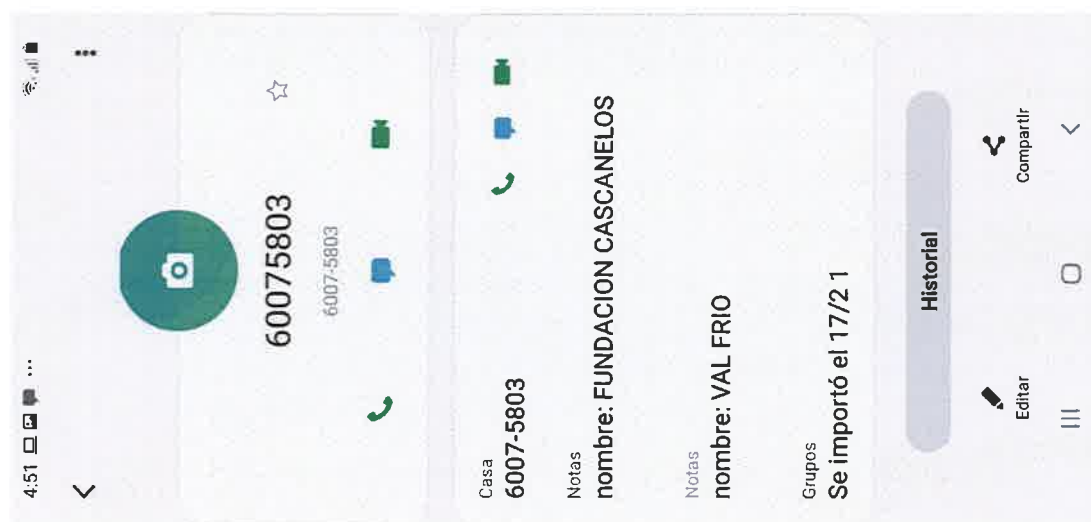 4:51
60075803
6007-5803
Casa
6007-5803
Notas
nombre: FUNDACION CASCANELOS
Notas
nombre: VAL FRIO
Grupos
Se importó el 17/2 1
Historial
Editar
Compartir